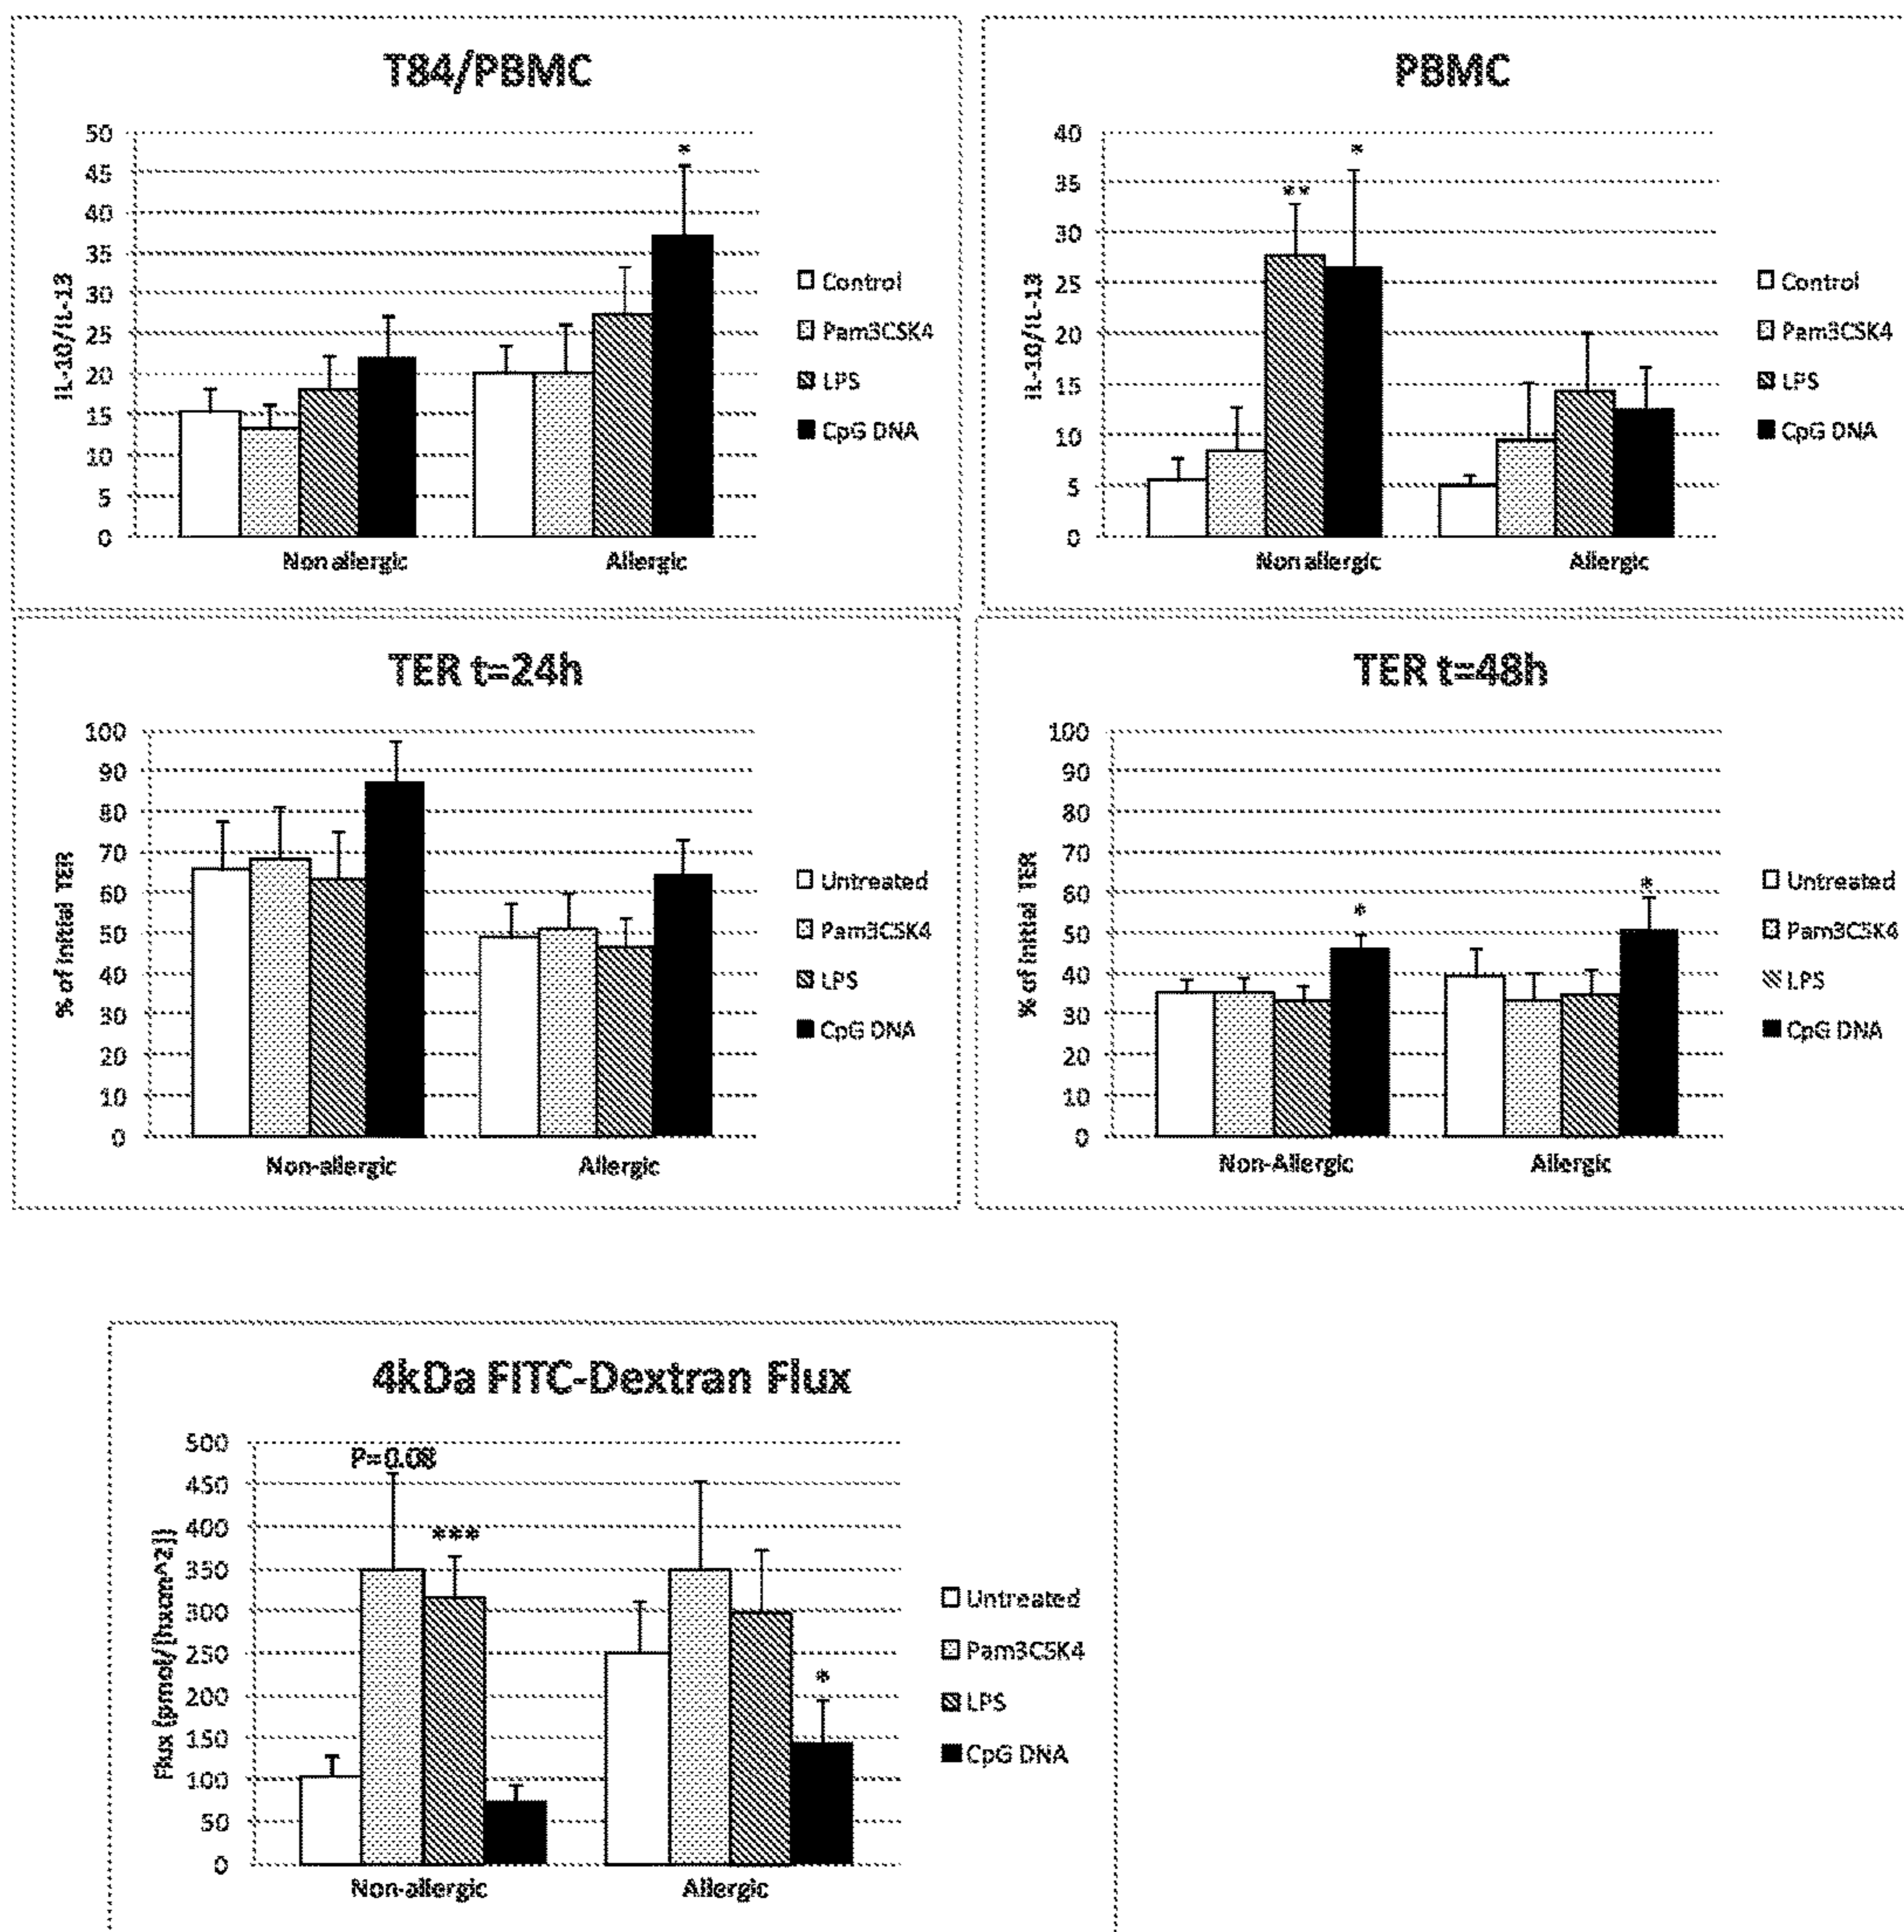 T84/PBMC
50
45
40
35
30
25
20
15
10
5
0
IL-10/IL-13
*
Non allergic
Allergic
Control
Pam3CSK4
LPS
CpG DNA
PBMC
40
35
30
25
20
15
10
5
0
IL-10/IL-13
**
*
Non allergic
Allergic
Control
Pam3CSK4
LPS
CpG DNA
TER t=24h
100
90
80
70
60
50
40
30
20
10
0
% of initial TER
Non-allergic
Allergic
Untreated
Pam3CSK4
LPS
CpG DNA
TER t=48h
100
90
80
70
60
50
40
30
20
10
0
% of initial TER
*
*
Non-Allergic
Allergic
Untreated
Pam3CSK4
LPS
CpG DNA
4kDa FITC-Dextran Flux
500
450
400
350
300
250
200
150
100
50
0
Flux (pmol/[hxcm^2])
P=0.08
***
*
Non-allergic
Allergic
Untreated
Pam3CSK4
LPS
CpG DNA